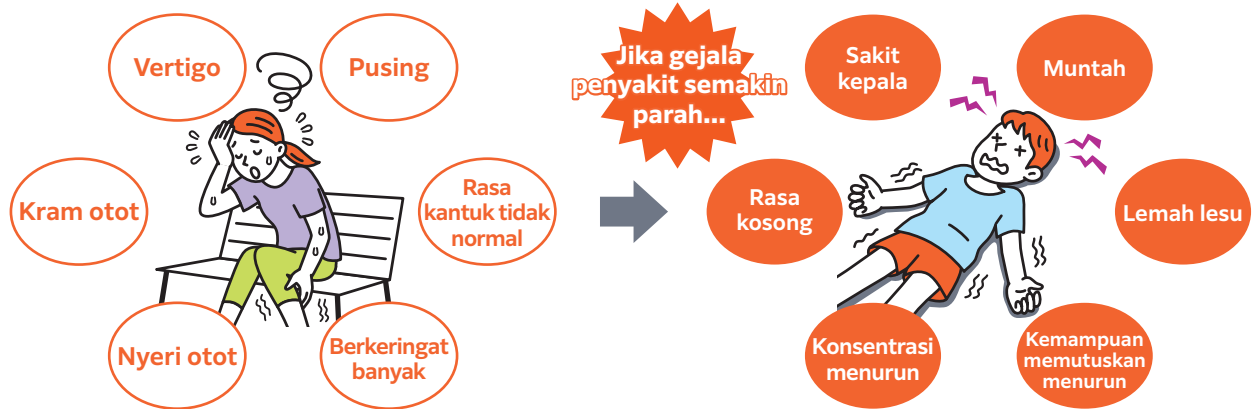 Vertigo
Pusing
Kram otot
Rasa
kantuk tidak
normal
Nyeri otot
Berkeringat
banyak
Jika gejala
penyakit semakin
parah...
Sakit
kepala
Muntah
Rasa
kosong
Lemah lesu
Konsentrasi
menurun
Kemampuan
memutuskan
menurun